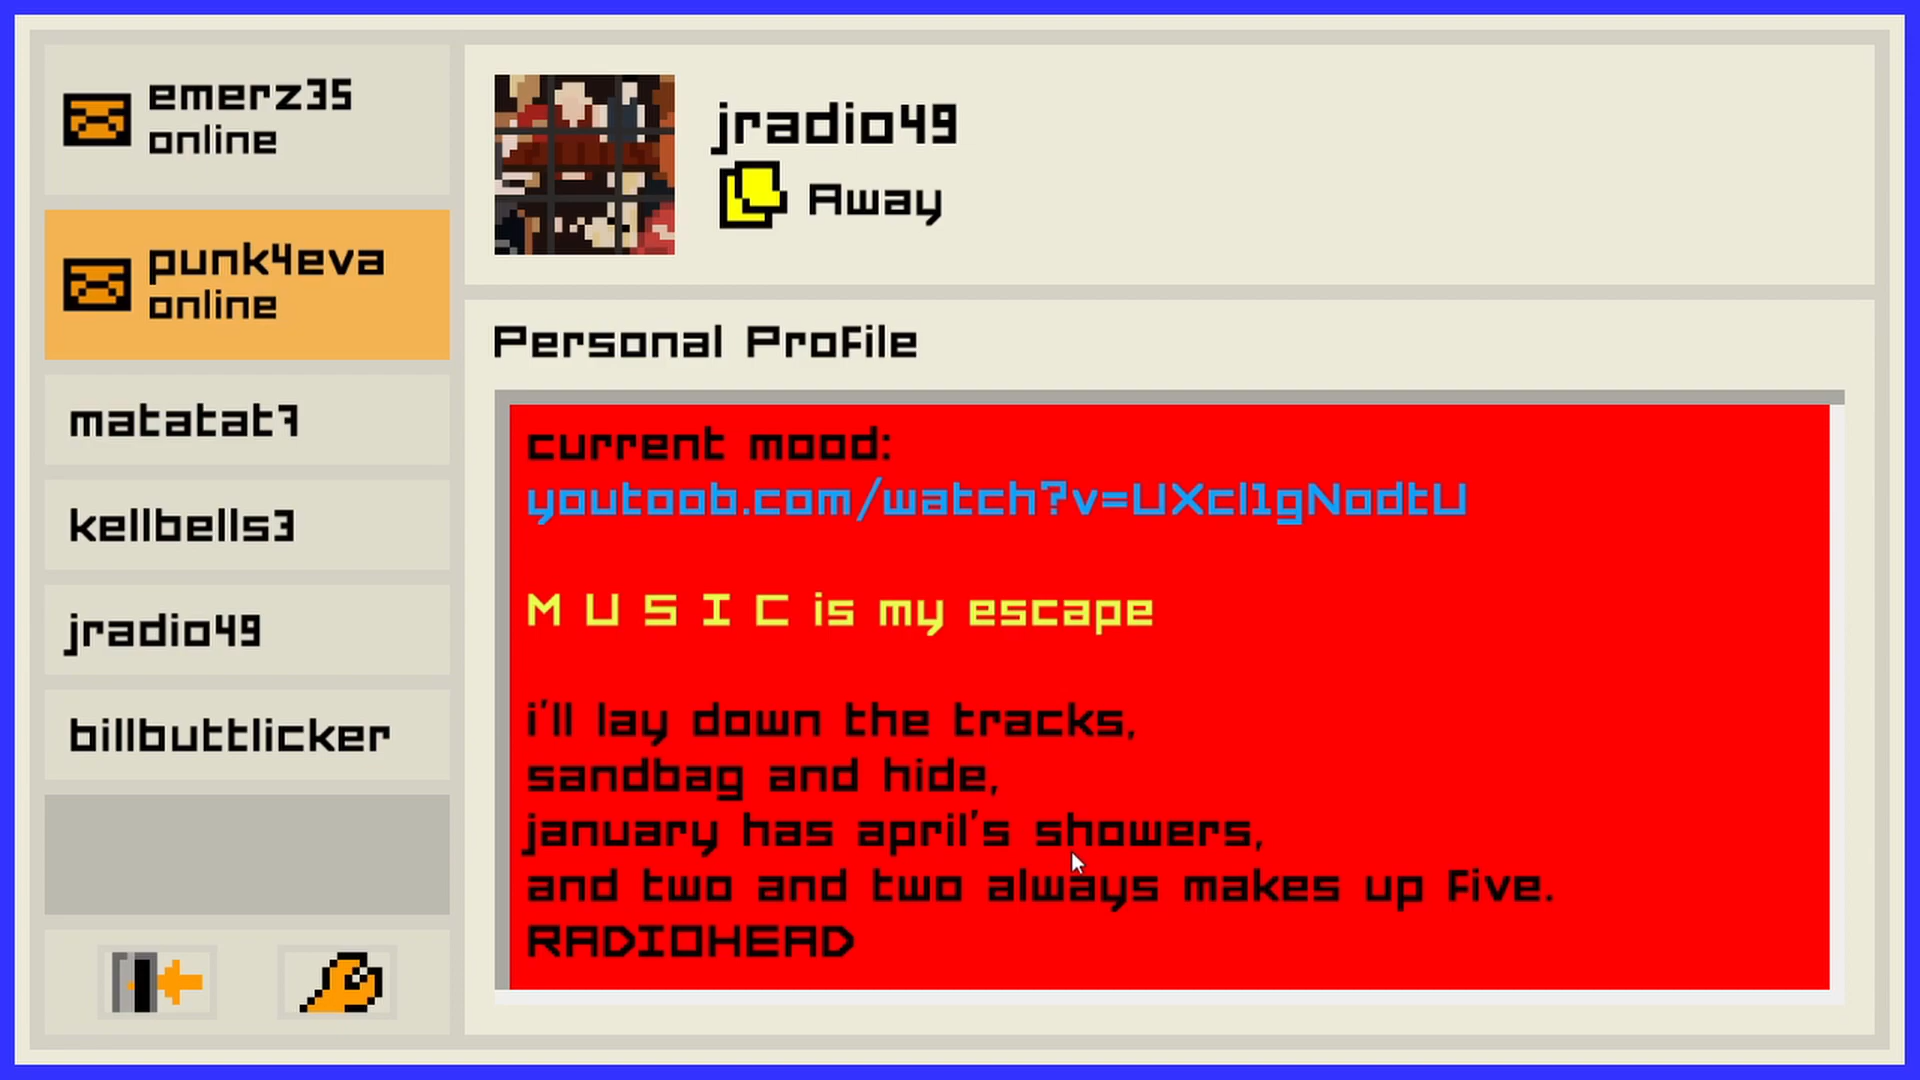 emerz35
online
punk4eva
online
matatat7
kellbells3
jradio49
billbuttlicker
jradio49
Away
Personal Profile
current mood:
youtoob.com/watch?v=UXcl1gNodtU
M U S I C is my escape
i'll lay down the tracks,
sandbag and hide,
january has april's showers,
and two and two always makes up five.
RADIOHEAD